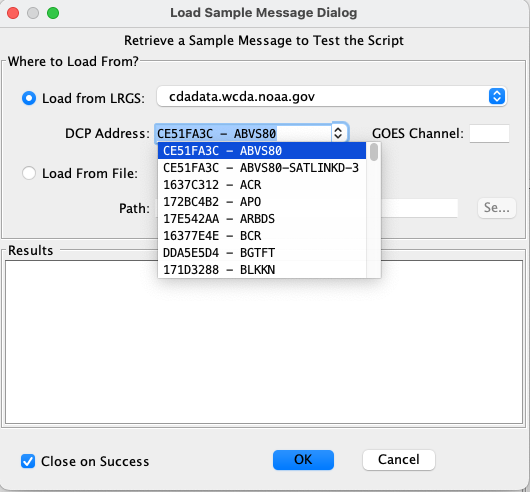 Load Sample Message Dialog
Retrieve a Sample Message to Test the Script
Where to Load From?
Load from LRGS: cdadata.wcda.noaa.gov
DCP Address: CE51FA3C - ABVS80 GOES Channel:
CE51FA3C - ABVS80
CE51FA3C - ABVS80-SATLINKD-3
Load From File:
1637C312 - ACR
172BC4B2 - APO
Path: Se...
17E542AA - ARBDS
16377E4E - BCR
DDA5E5D4 - BGTFT
171D3288 - BLKKN
Results
Close on Success OK Cancel